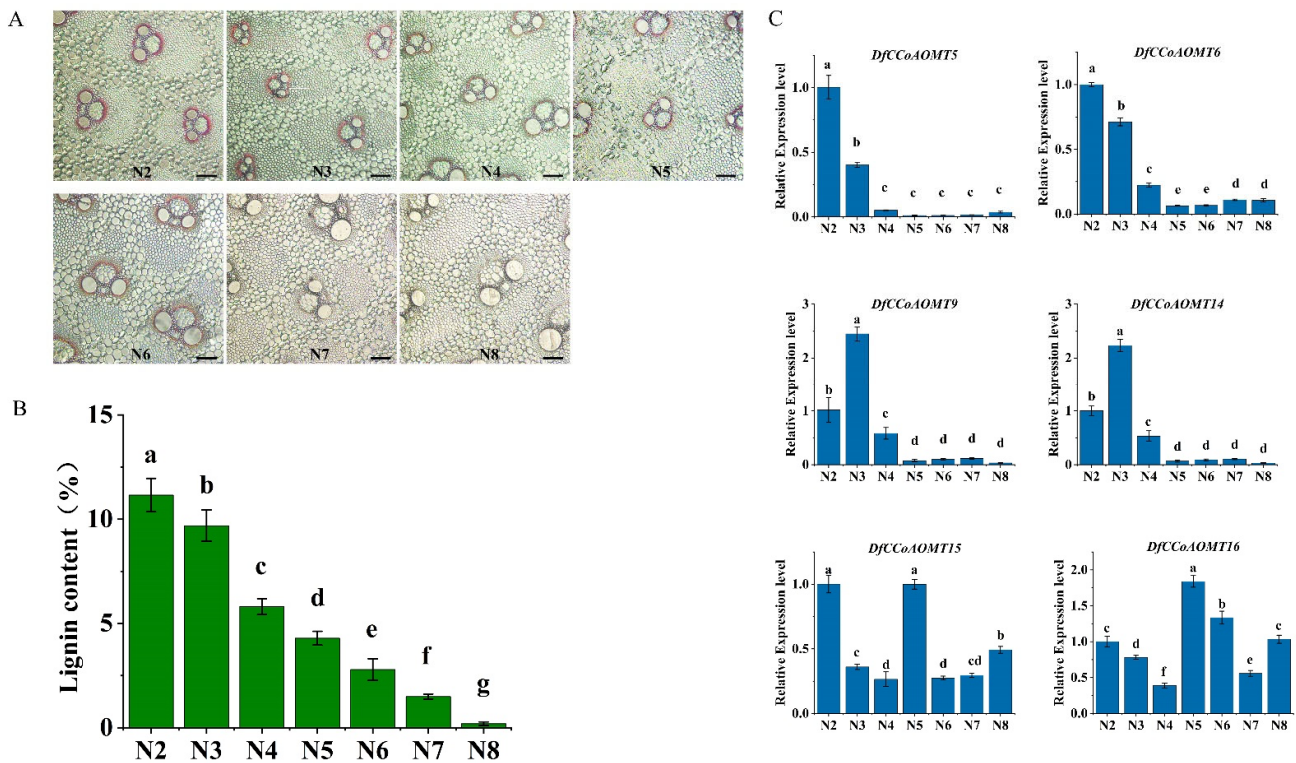 A
N2 N3 N4 N5
N6 N7 N8
B
Lignin content（%）
15
10
5
0
a b c d e f g
N2 N3 N4 N5 N6 N7 N8
C
DfCCoAOMT5
Relative Expression level
1.0
0.5
0.0
a b c c c c c
N2 N3 N4 N5 N6 N7 N8
DfCCoAOMT6
Relative Expression level
1.0
0.5
0.0
a b c e e d d
N2 N3 N4 N5 N6 N7 N8
DfCCoAOMT9
Relative Expression level
3
2
1
0
b a c d d d d
N2 N3 N4 N5 N6 N7 N8
DfCCoAOMT14
Relative Expression level
3
2
1
0
b a c d d d d
N2 N3 N4 N5 N6 N7 N8
DfCCoAOMT15
Relative Expression level
1.0
0.5
0.0
a c d a d cd b
N2 N3 N4 N5 N6 N7 N8
DfCCoAOMT16
Relative Expression level
2.0
1.5
1.0
0.5
0.0
c d f a b e c
N2 N3 N4 N5 N6 N7 N8